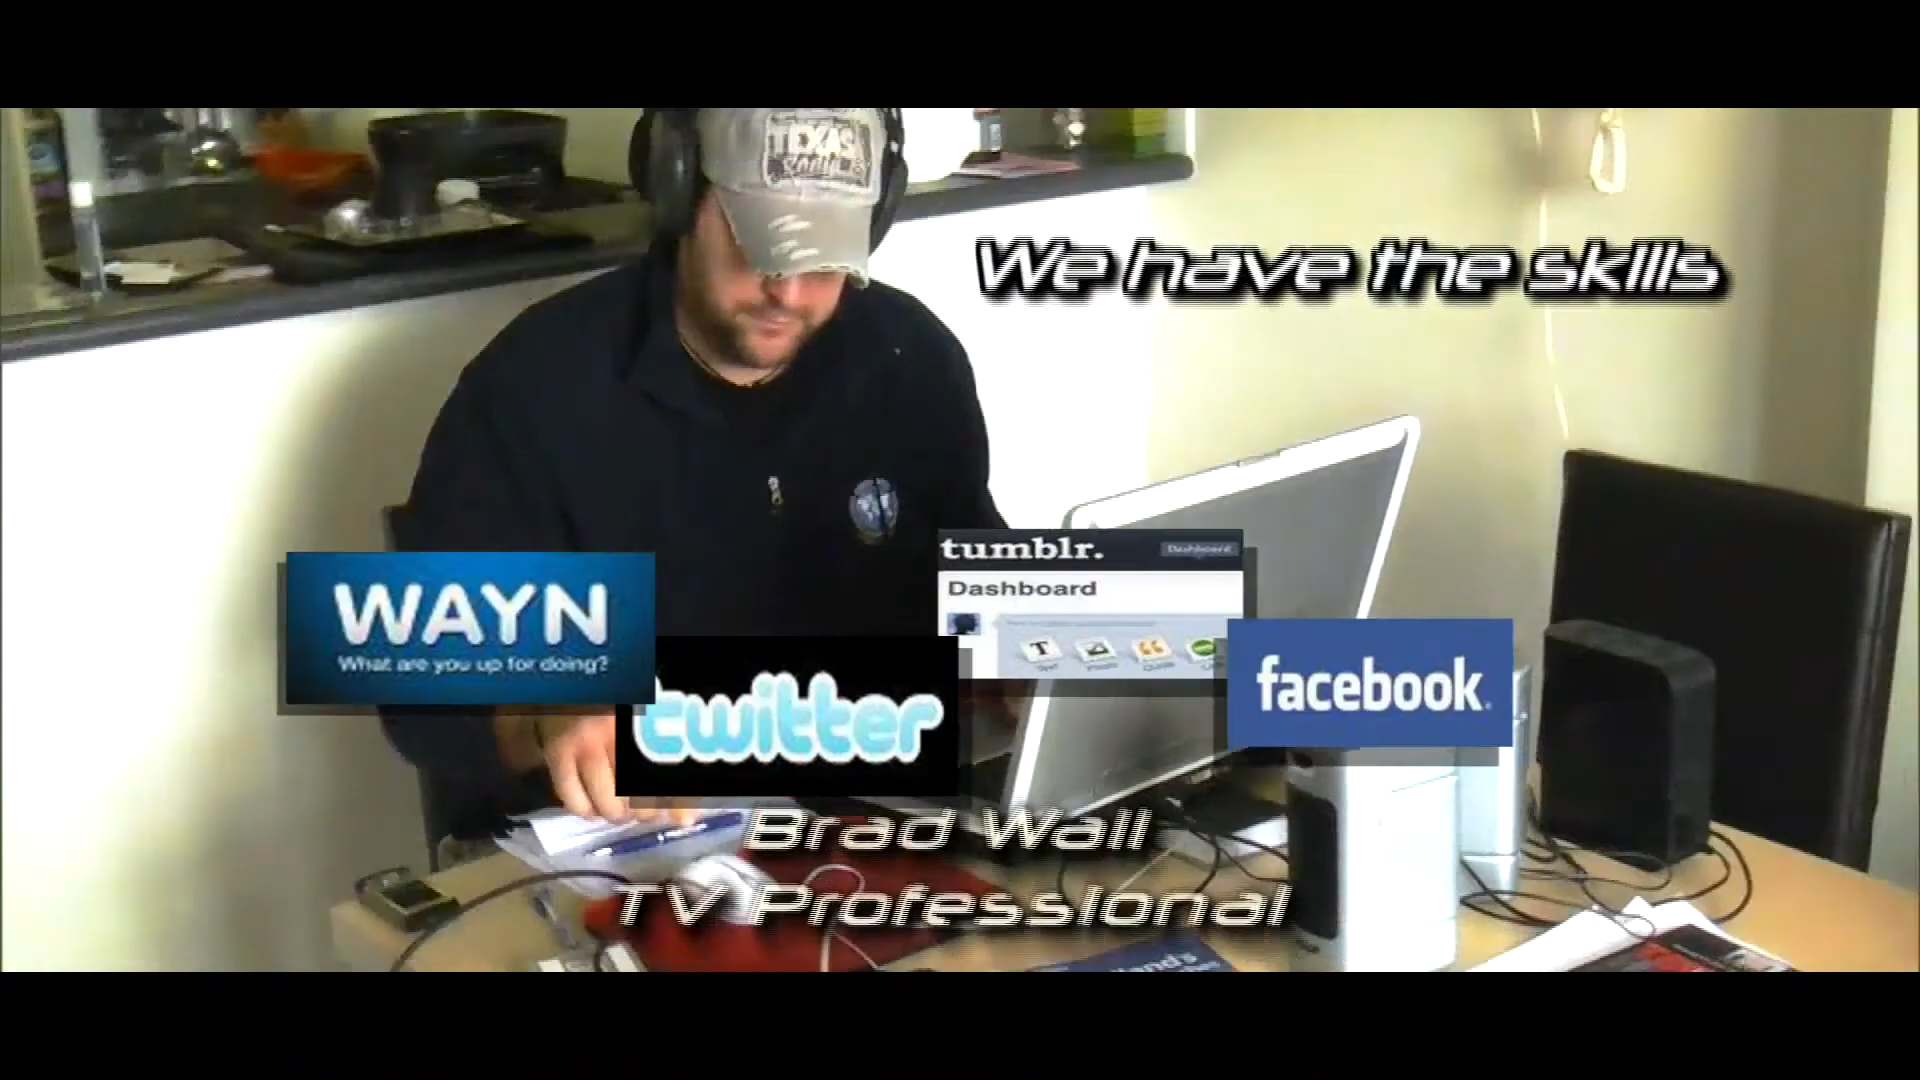 TEXAS
We have the skills
tumblr. Dashboard
Dashboard
WAYN
What are you up for doing?
twitter
facebook.
Brad Wall
TV Professional